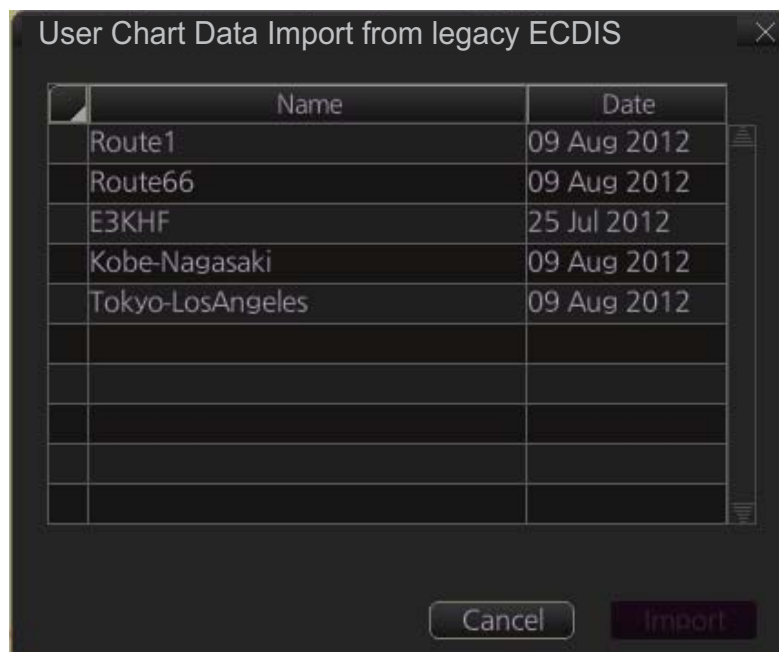 User Chart Data Import from legacy ECDIS
Name Date
Route1 09 Aug 2012
Route66 09 Aug 2012
E3KHF 25 Jul 2012
Kobe-Nagasaki 09 Aug 2012
Tokyo-LosAngeles 09 Aug 2012
Cancel Import